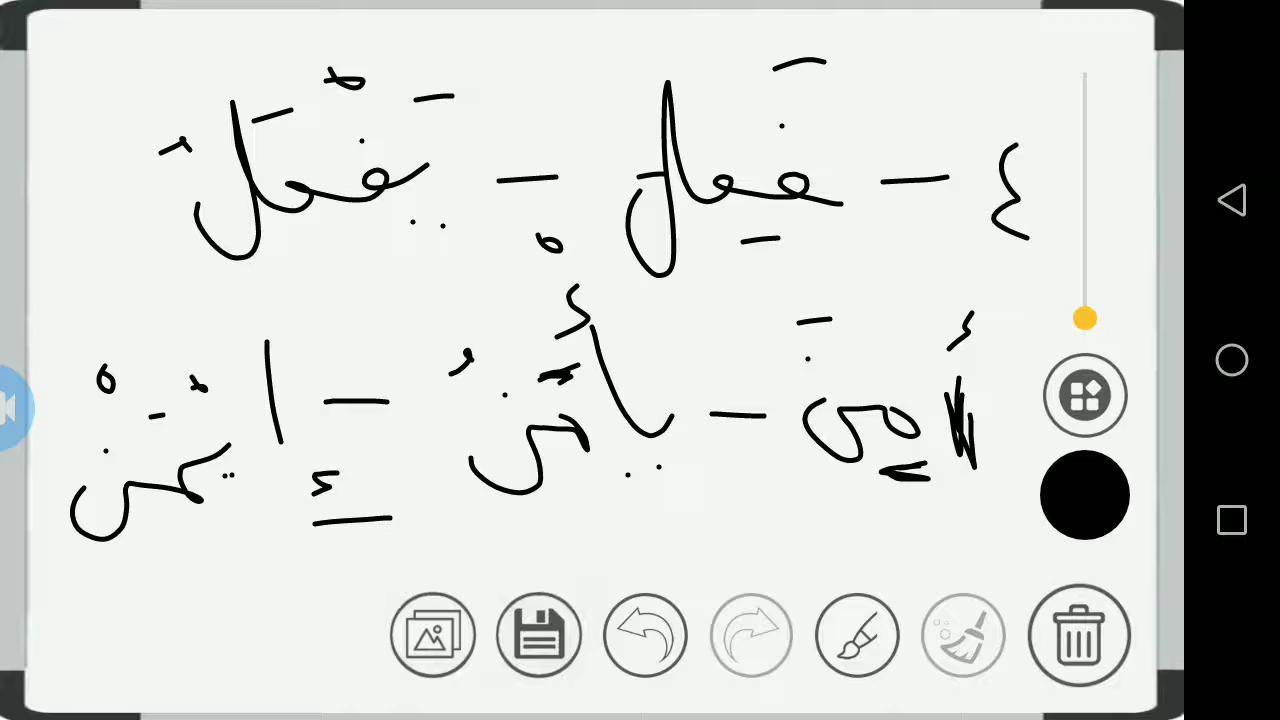 ٤ - فَعِلَ - يَفْعَلُ
أَمِنَ - يَأْمَنُ - إِيْمَنْ